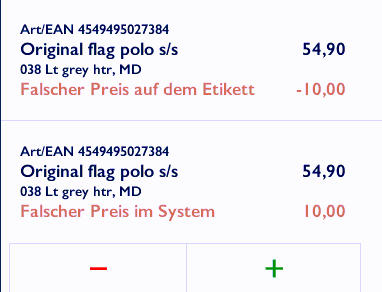 Art/EAN 4549495027384
Original flag polo s/s 54,90
038 Lt grey htr, MD
Falscher Preis auf dem Etikett -10,00
Art/EAN 4549495027384
Original flag polo s/s 54,90
038 Lt grey htr, MD
Falscher Preis im System 10,00
− +